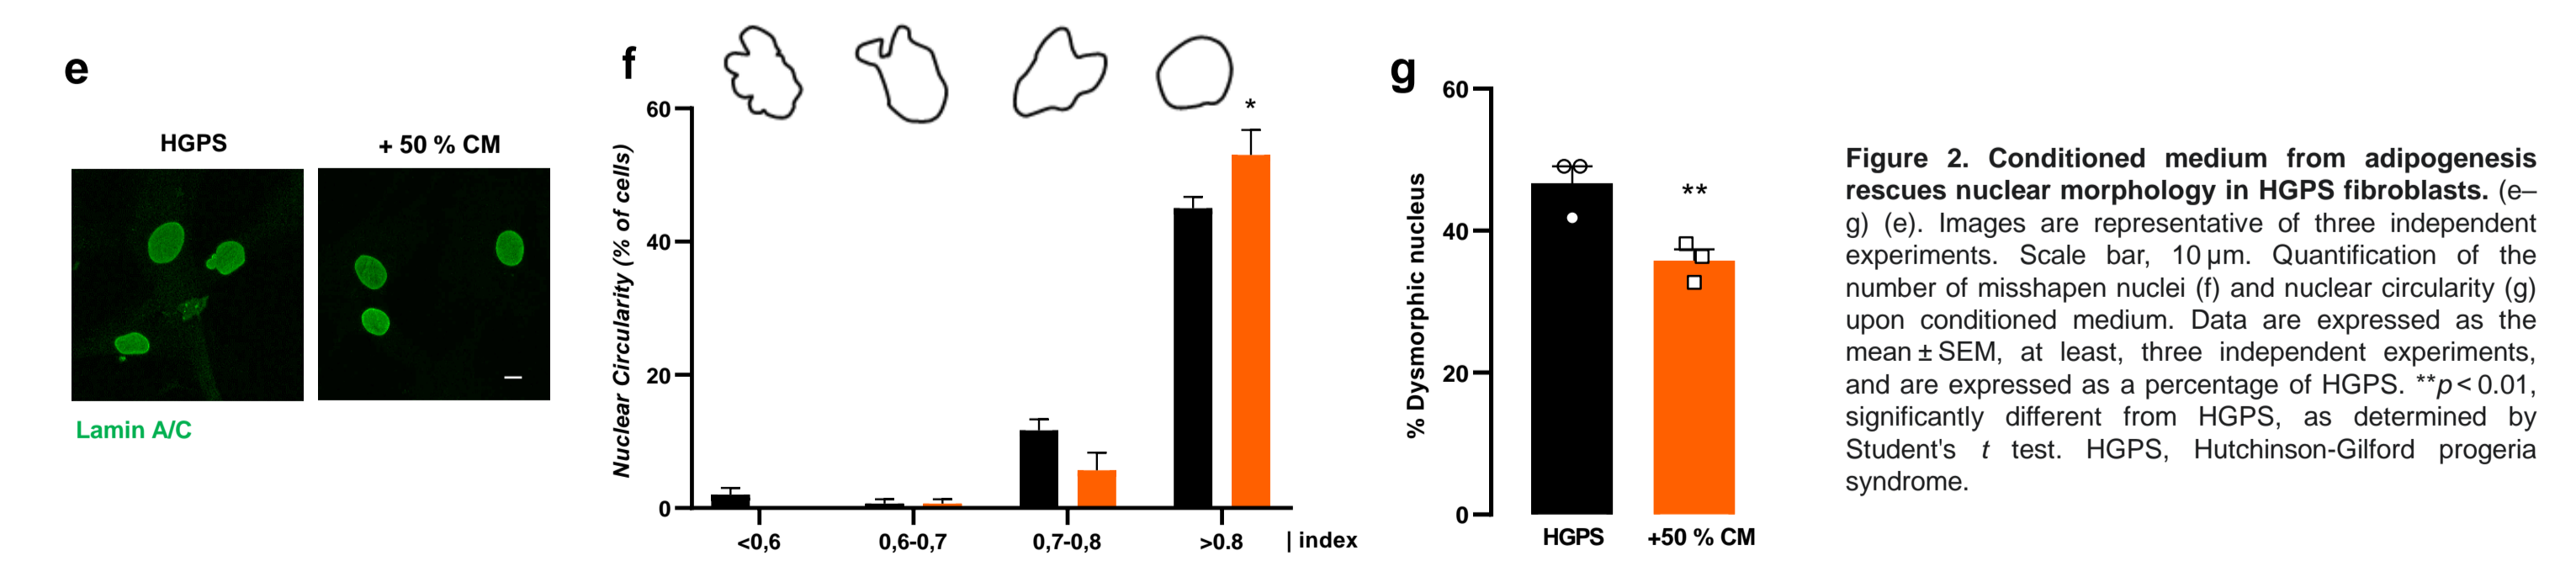 e
HGPS
+ 50 % CM
Lamin A/C
f
Nuclear Circularity (% of cells)
60
40
20
0
*
<0,6
0,6-0,7
0,7-0,8
>0.8
| index
g
% Dysmorphic nucleus
60
40
20
0
**
HGPS
+50 % CM
Figure 2. Conditioned medium from adipogenesis
rescues nuclear morphology in HGPS fibroblasts. (e–
g) (e). Images are representative of three independent
experiments. Scale bar, 10 μm. Quantification of the
number of misshapen nuclei (f) and nuclear circularity (g)
upon conditioned medium. Data are expressed as the
mean ± SEM, at least, three independent experiments,
and are expressed as a percentage of HGPS. **p < 0.01,
significantly different from HGPS, as determined by
Student's t test. HGPS, Hutchinson-Gilford progeria
syndrome.